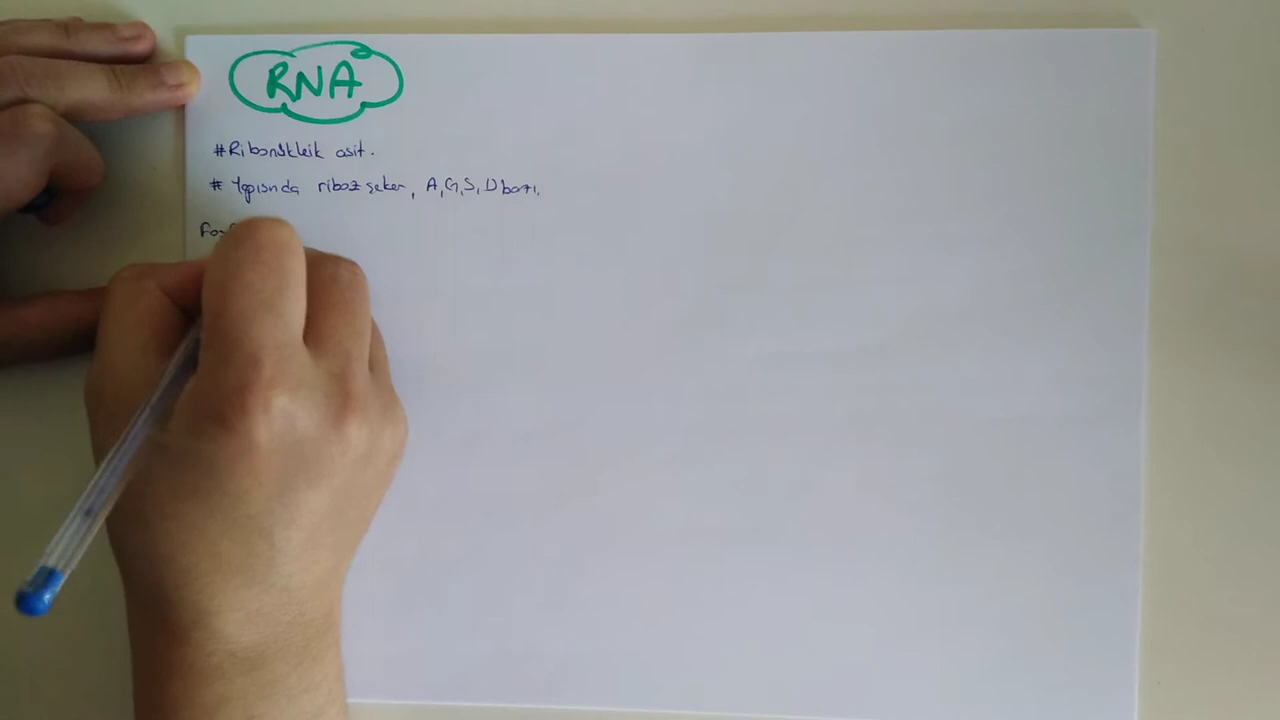 RNA
#Ribonükleik asit.
# Yapısında riboz şeker, A,G,S,D bazı,